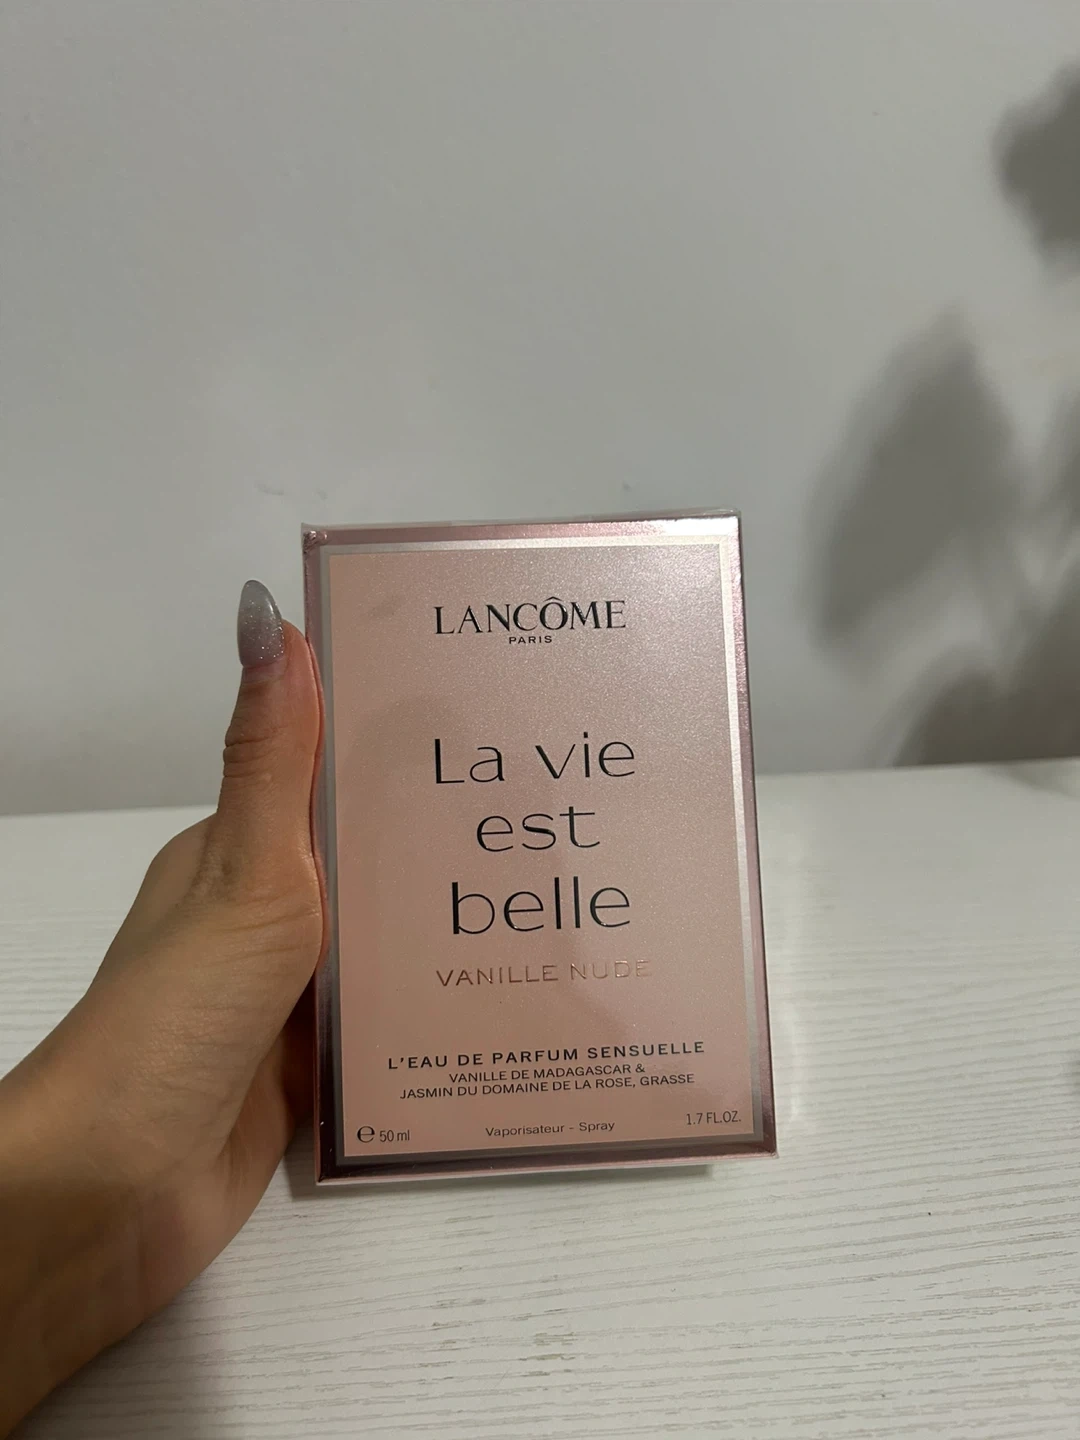 LANCÔME
PARIS
La vie
est
belle
VANILLE NUDE
L'EAU DE PARFUM SENSUELLE
VANILLE DE MADAGASCAR &
JASMIN DU DOMAINE DE LA ROSE, GRASSE
℮ 50 ml Vaporisateur - Spray 1.7 FL.OZ.